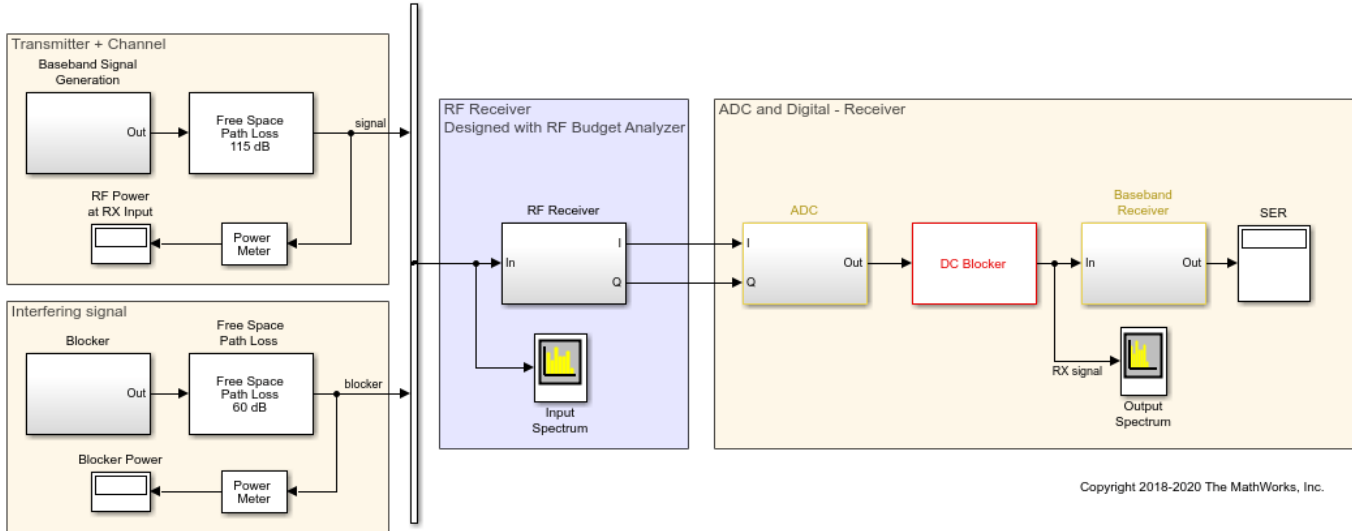 Transmitter + Channel
Baseband Signal
Generation
Out
Free Space
Path Loss
115 dB
signal
RF Power
at RX Input
Power
Meter
Interfering signal
Blocker
Out
Free Space
Path Loss
Free Space
Path Loss
60 dB
blocker
Blocker Power
Power
Meter
RF Receiver
Designed with RF Budget Analyzer
RF Receiver
In
I
Q
Input
Spectrum
ADC and Digital - Receiver
ADC
I
Q
Out
DC Blocker
Baseband
Receiver
In
Out
SER
RX signal
Output
Spectrum
Copyright 2018-2020 The MathWorks, Inc.